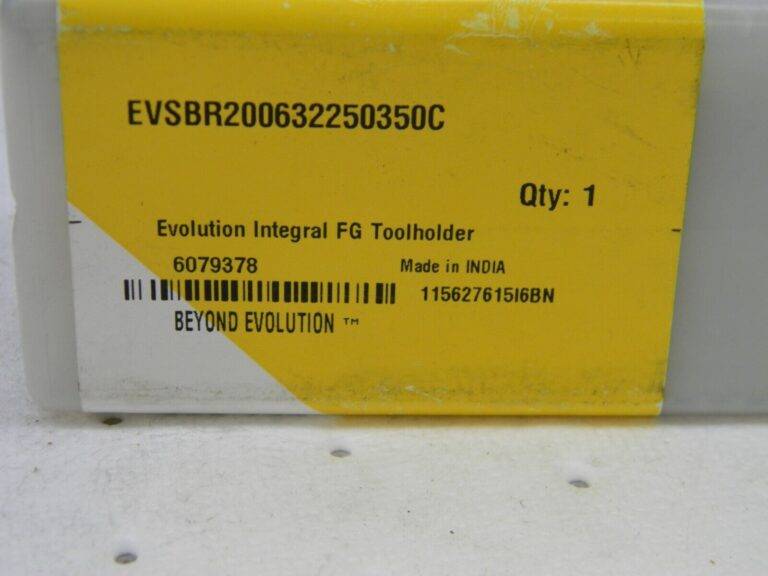 EVSBR200632250350C
Qty: 1
Evolution Integral FG Toolholder
6079378 Made in INDIA
115627615I6BN
BEYOND EVOLUTION ™